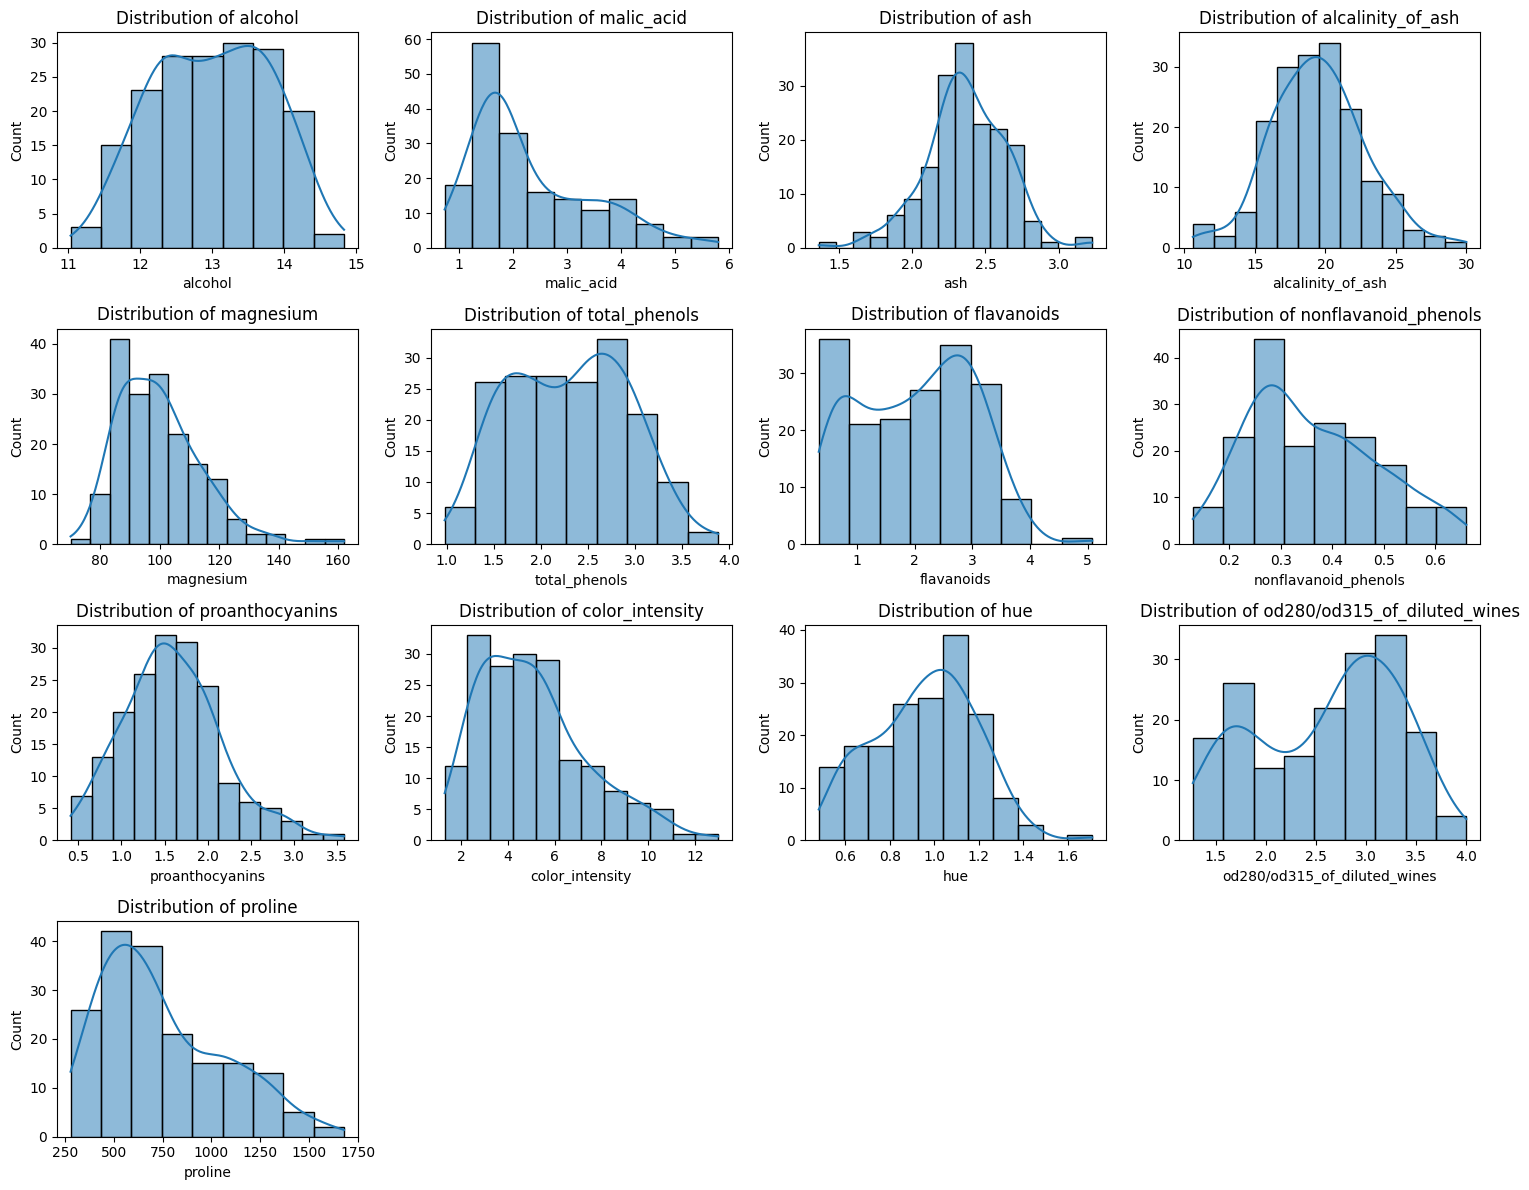 Distribution of alcohol
Count
30
25
20
15
10
5
0
11 12 13 14 15
alcohol
Distribution of malic_acid
Count
60
50
40
30
20
10
0
1 2 3 4 5 6
malic_acid
Distribution of ash
Count
30
20
10
0
1.5 2.0 2.5 3.0
ash
Distribution of alcalinity_of_ash
Count
30
20
10
0
10 15 20 25 30
alcalinity_of_ash
Distribution of magnesium
Count
40
30
20
10
0
80 100 120 140 160
magnesium
Distribution of total_phenols
Count
30
25
20
15
10
5
0
1.0 1.5 2.0 2.5 3.0 3.5 4.0
total_phenols
Distribution of flavanoids
Count
30
20
10
0
1 2 3 4 5
flavanoids
Distribution of nonflavanoid_phenols
Count
40
30
20
10
0
0.2 0.3 0.4 0.5 0.6
nonflavanoid_phenols
Distribution of proanthocyanins
Count
30
25
20
15
10
5
0
0.5 1.0 1.5 2.0 2.5 3.0 3.5
proanthocyanins
Distribution of color_intensity
Count
30
25
20
15
10
5
0
2 4 6 8 10 12
color_intensity
Distribution of hue
Count
40
30
20
10
0
0.6 0.8 1.0 1.2 1.4 1.6
hue
Distribution of od280/od315_of_diluted_wines
Count
30
20
10
0
1.5 2.0 2.5 3.0 3.5 4.0
od280/od315_of_diluted_wines
Distribution of proline
Count
40
30
20
10
0
250 500 750 1000 1250 1500 1750
proline